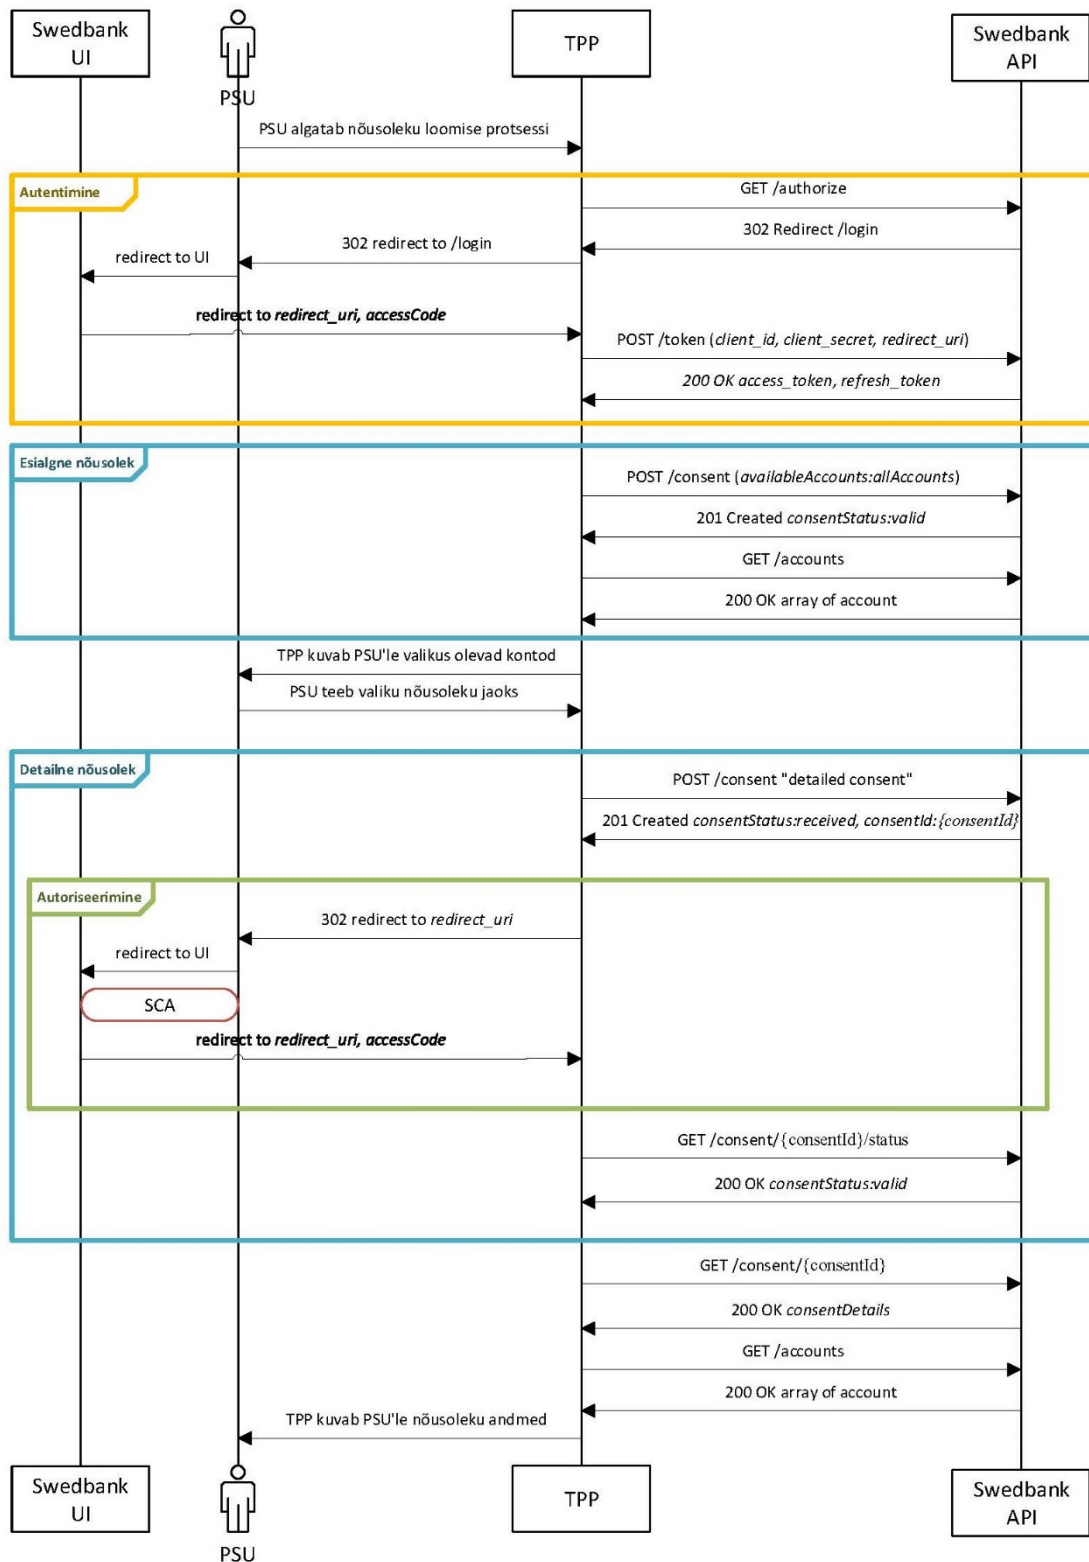 Swedbank
UI
PSU
TPP
Swedbank
API
PSU algatab nõusoleku loomise protsessi
Autentimine
GET /authorize
302 Redirect /login
302 redirect to /login
redirect to UI
redirect to redirect_uri, accessCode
POST /token (client_id, client_secret, redirect_uri)
200 OK access_token, refresh_token
Esialgne nõusolek
POST /consent (availableAccounts:allAccounts)
201 Created consentStatus:valid
GET /accounts
200 OK array of account
TPP kuvab PSU'le valikus olevad kontod
PSU teeb valiku nõusoleku jaoks
Detailne nõusolek
POST /consent "detailed consent"
201 Created consentStatus:received, consentId:{consentId}
Autoriseerimine
302 redirect to redirect_uri
redirect to UI
SCA
redirect to redirect_uri, accessCode
GET /consent/{consentId}/status
200 OK consentStatus:valid
GET /consent/{consentId}
200 OK consentDetails
GET /accounts
200 OK array of account
TPP kuvab PSU'le nõusoleku andmed
Swedbank
UI
PSU
TPP
Swedbank
API